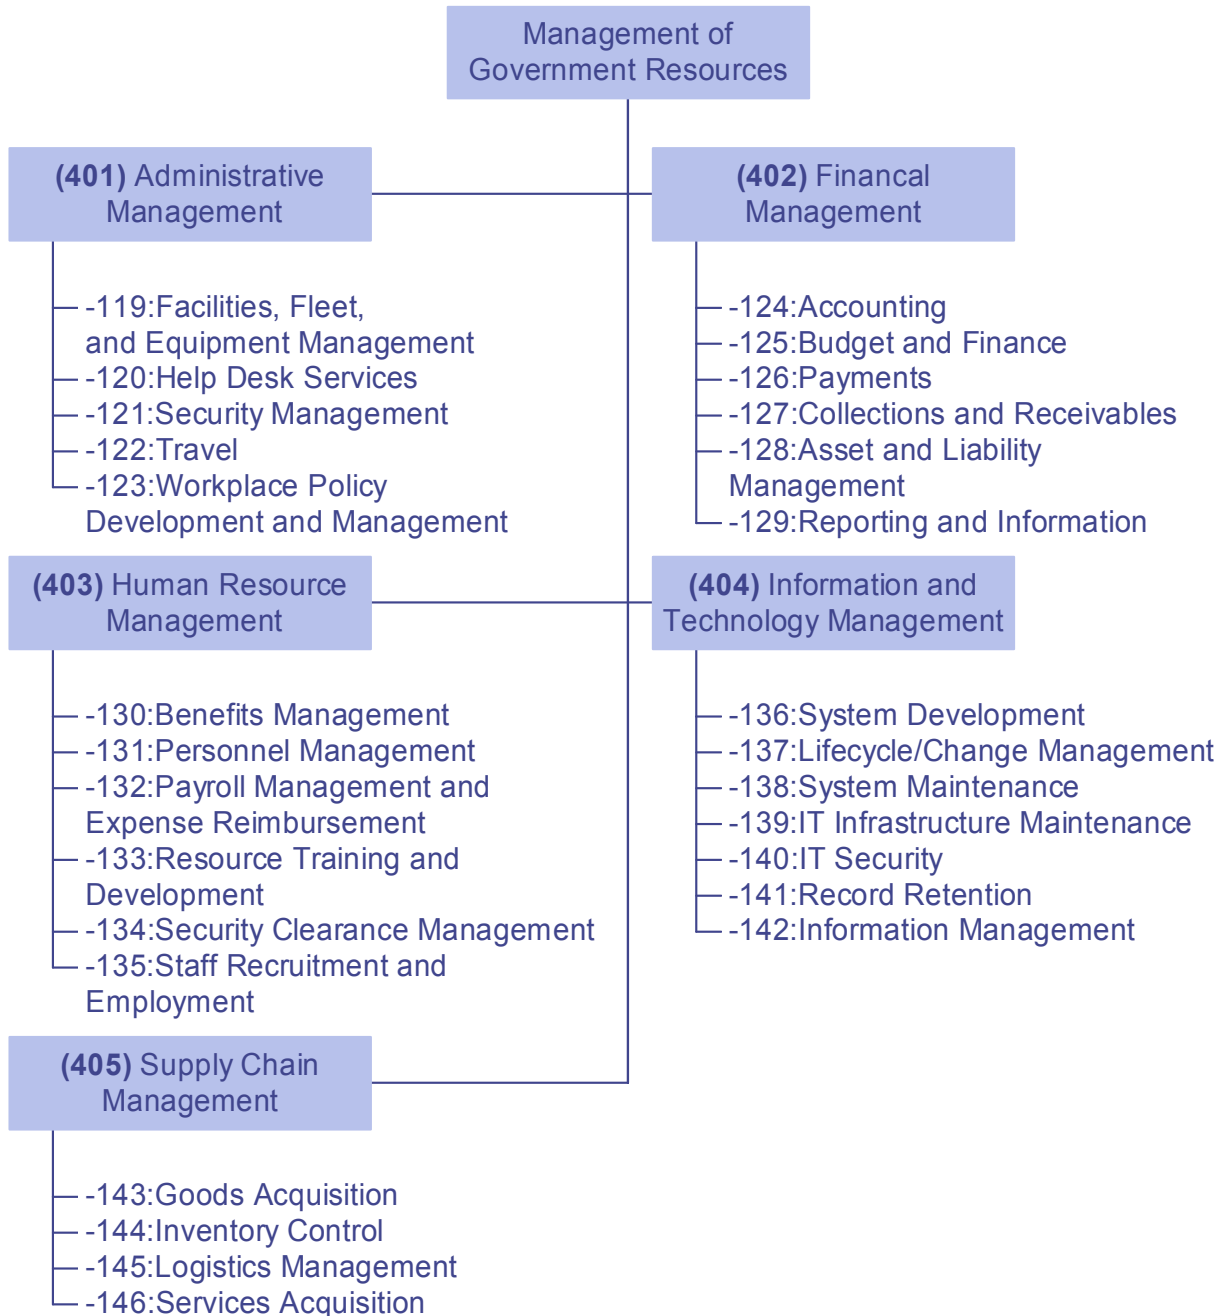 Management of
Government Resources
(401) Administrative
Management
-119:Facilities, Fleet,
and Equipment Management
-120:Help Desk Services
-121:Security Management
-122:Travel
-123:Workplace Policy
Development and Management
(402) Financal
Management
-124:Accounting
-125:Budget and Finance
-126:Payments
-127:Collections and Receivables
-128:Asset and Liability
Management
-129:Reporting and Information
(403) Human Resource
Management
-130:Benefits Management
-131:Personnel Management
-132:Payroll Management and
Expense Reimbursement
-133:Resource Training and
Development
-134:Security Clearance Management
-135:Staff Recruitment and
Employment
(404) Information and
Technology Management
-136:System Development
-137:Lifecycle/Change Management
-138:System Maintenance
-139:IT Infrastructure Maintenance
-140:IT Security
-141:Record Retention
-142:Information Management
(405) Supply Chain
Management
-143:Goods Acquisition
-144:Inventory Control
-145:Logistics Management
-146:Services Acquisition